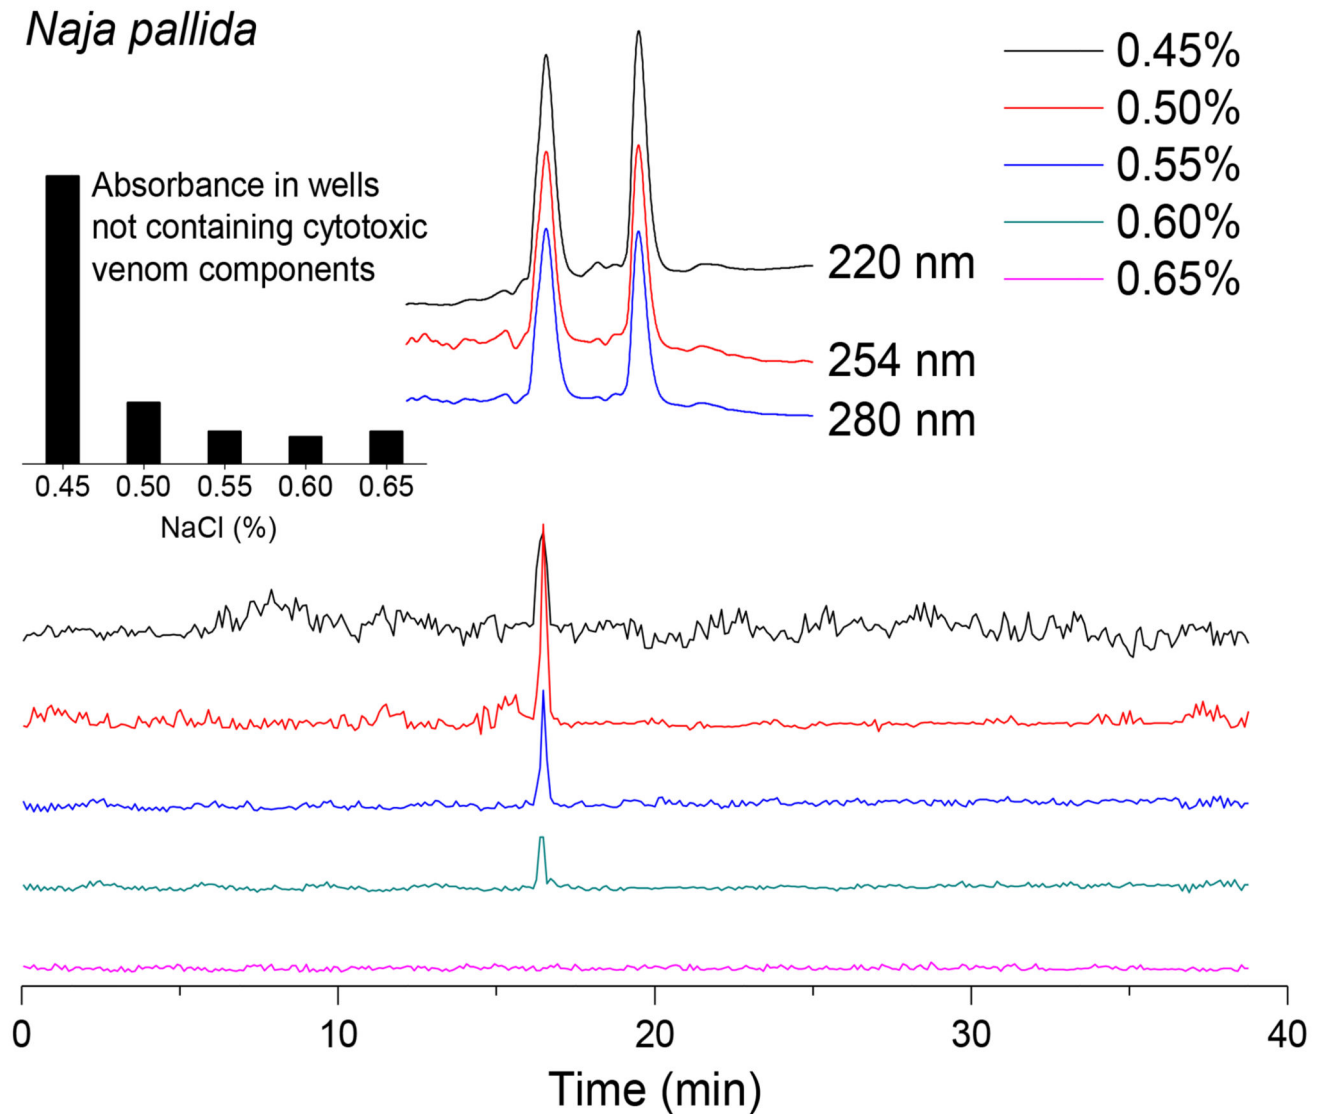 Naja pallida
0.45%
0.50%
0.55%
0.60%
0.65%
Absorbance in wells
not containing cytotoxic
venom components
220 nm
254 nm
280 nm
0.45 0.50 0.55 0.60 0.65
NaCl (%)
0 10 20 30 40
Time (min)